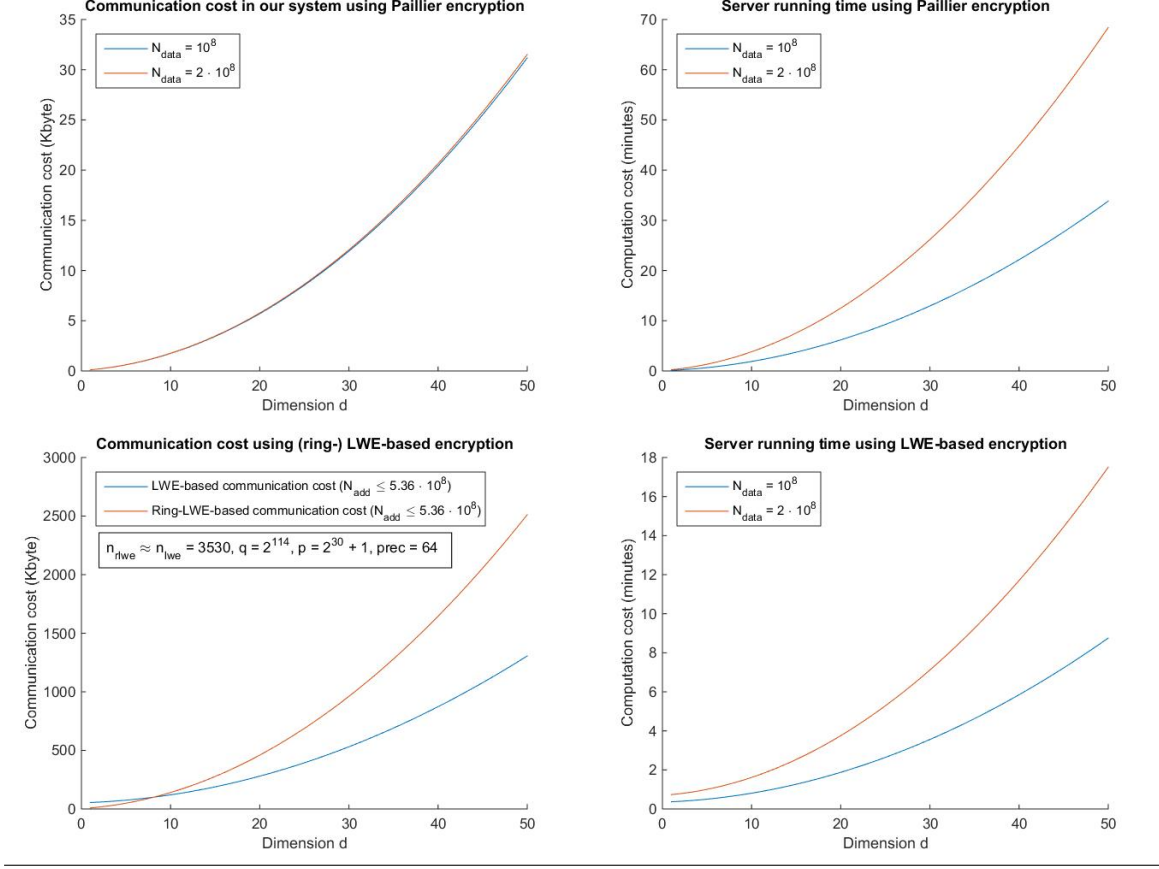 Communication cost in our system using Paillier encryption
35
30
25
20
15
10
5
0
0 10 20 30 40 50
Communication cost (Kbyte)
Dimension d
N_data = 10^8
N_data = 2 · 10^8
Server running time using Paillier encryption
70
60
50
40
30
20
10
0
0 10 20 30 40 50
Computation cost (minutes)
Dimension d
N_data = 10^8
N_data = 2 · 10^8
Communication cost using (ring-) LWE-based encryption
3000
2500
2000
1500
1000
500
0
0 10 20 30 40 50
Communication cost (Kbyte)
Dimension d
LWE-based communication cost (N_add ≤ 5.36 · 10^8)
Ring-LWE-based communication cost (N_add ≤ 5.36 · 10^8)
n_rlwe ≈ n_lwe = 3530, q = 2^114, p = 2^30 + 1, prec = 64
Server running time using LWE-based encryption
18
16
14
12
10
8
6
4
2
0
0 10 20 30 40 50
Computation cost (minutes)
Dimension d
N_data = 10^8
N_data = 2 · 10^8